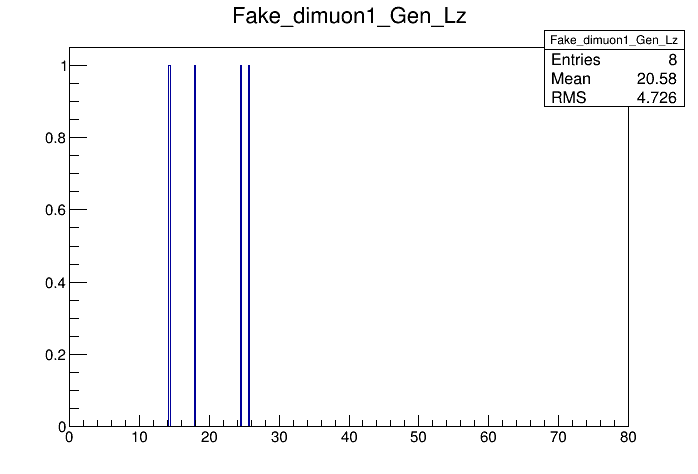 Fake_dimuon1_Gen_Lz
Fake_dimuon1_Gen_Lz
Entries 8
Mean 20.58
RMS 4.726
1
0.8
0.6
0.4
0.2
0
0 10 20 30 40 50 60 70 80